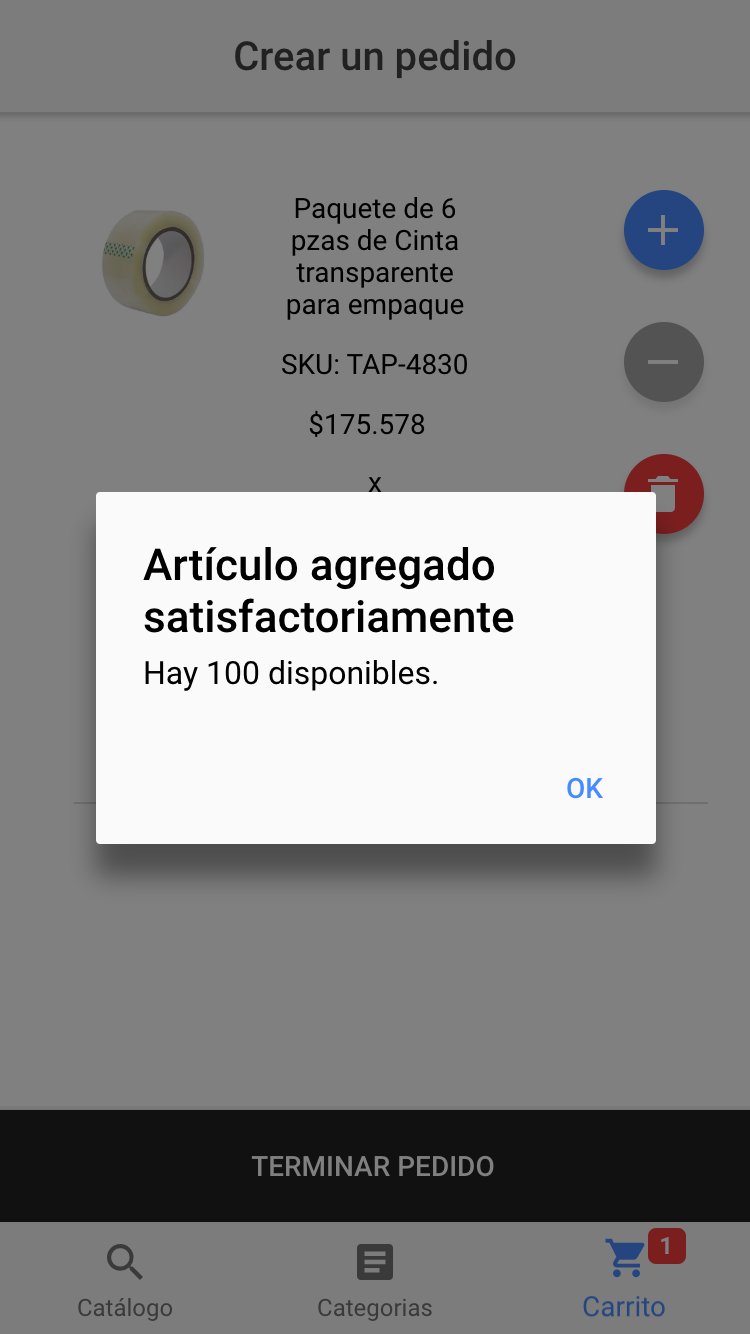 Crear un pedido
Paquete de 6
pzas de Cinta
transparente
para empaque
SKU: TAP-4830
$175.578
x
Artículo agregado
satisfactoriamente
Hay 100 disponibles.
OK
TERMINAR PEDIDO
1
Catálogo
Categorias
Carrito